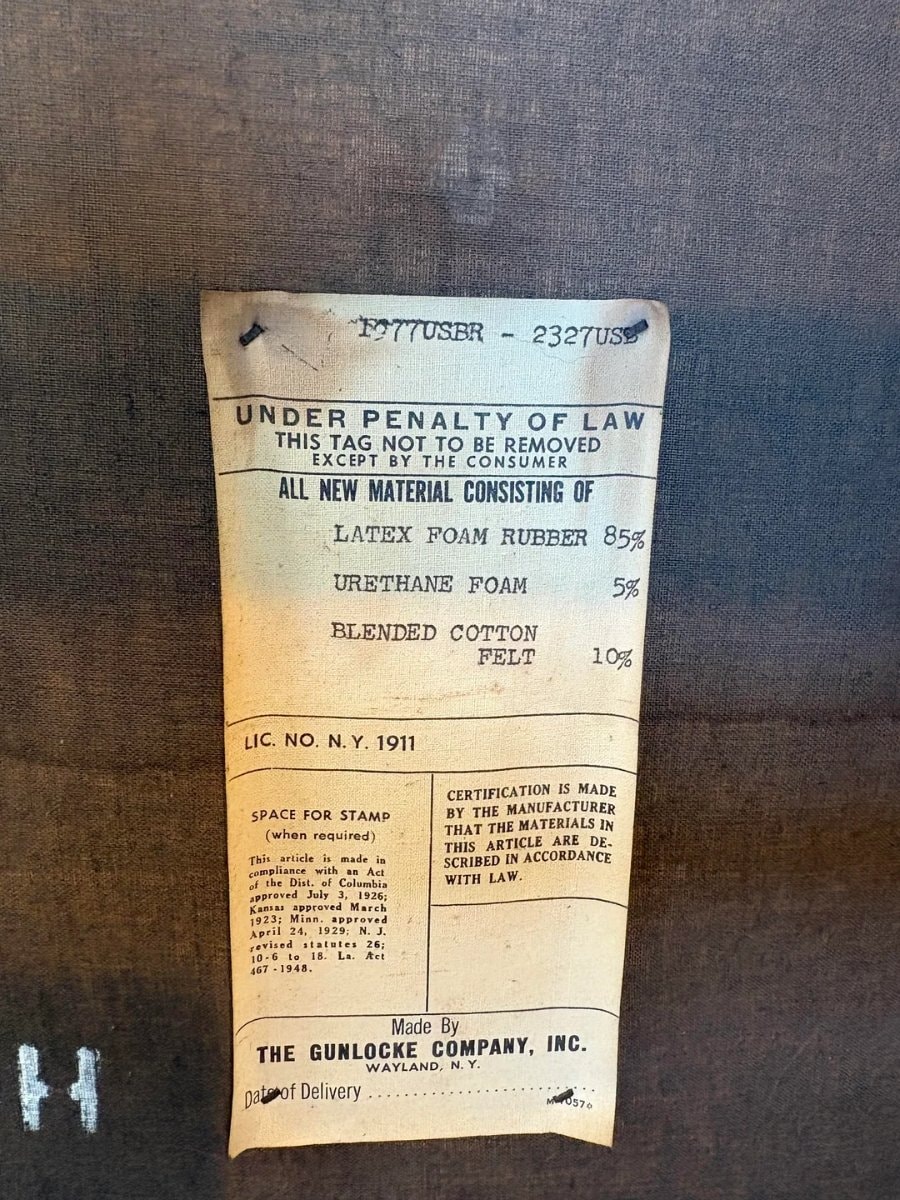 - 2327USB
UNDER PENALTY OF LAW
THIS TAG NOT TO BE REMOVED
EXCEPT BY THE CONSUMER
ALL NEW MATERIAL CONSISTING OF
LATEX FOAM RUBBER 85%
URETHANE FOAM 5%
BLENDED COTTON
FELT 10%
LIC. NO. N.Y. 1911
SPACE FOR STAMP
(when required)
This article is made in
compliance with an Act
of the Dist. of Columbia
approved July 3, 1926;
Kansas approved March
1923; Minn. approved
April 24, 1929; N. J.
revised statutes 26;
10-6 to 18. La. Act
467 - 1948.
CERTIFICATION IS MADE
BY THE MANUFACTURER
THAT THE MATERIALS IN
THIS ARTICLE ARE DE-
SCRIBED IN ACCORDANCE
WITH LAW.
Made By
THE GUNLOCKE COMPANY, INC.
WAYLAND, N. Y.
Date of Delivery
H